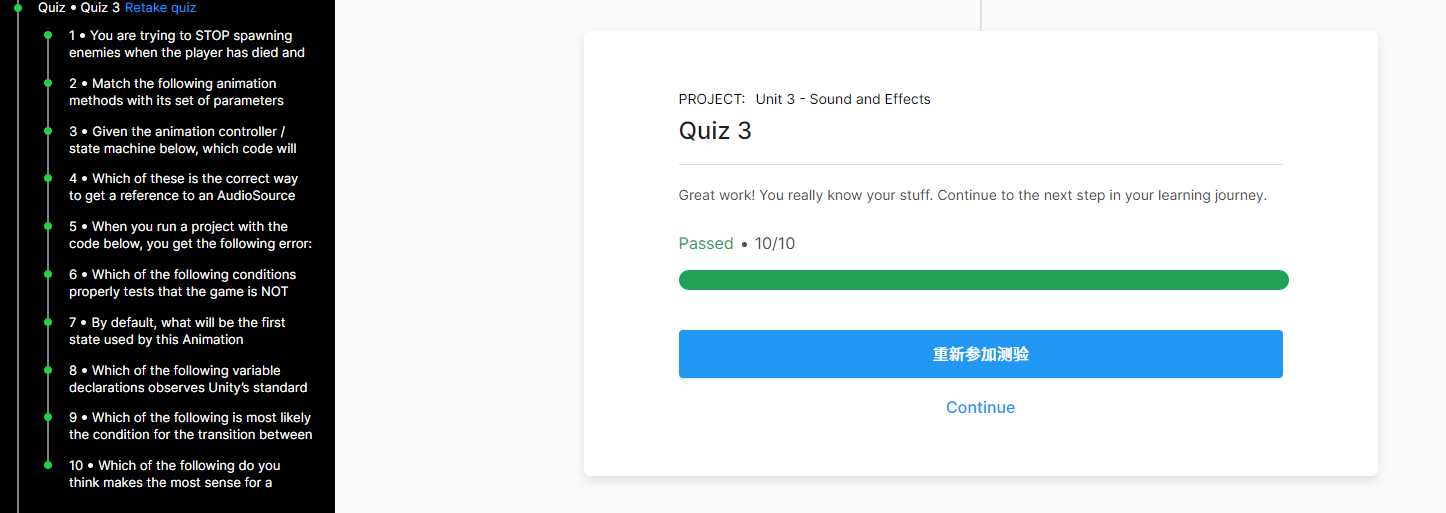 Quiz • Quiz 3 Retake quiz
1 • You are trying to STOP spawning
enemies when the player has died and
2 • Match the following animation
methods with its set of parameters
3 • Given the animation controller /
state machine below, which code will
4 • Which of these is the correct way
to get a reference to an AudioSource
5 • When you run a project with the
code below, you get the following error:
6 • Which of the following conditions
properly tests that the game is NOT
7 • By default, what will be the first
state used by this Animation
8 • Which of the following variable
declarations observes Unity’s standard
9 • Which of the following is most likely
the condition for the transition between
10 • Which of the following do you
think makes the most sense for a
PROJECT: Unit 3 - Sound and Effects
Quiz 3
Great work! You really know your stuff. Continue to the next step in your learning journey.
Passed • 10/10
重新参加测验
Continue